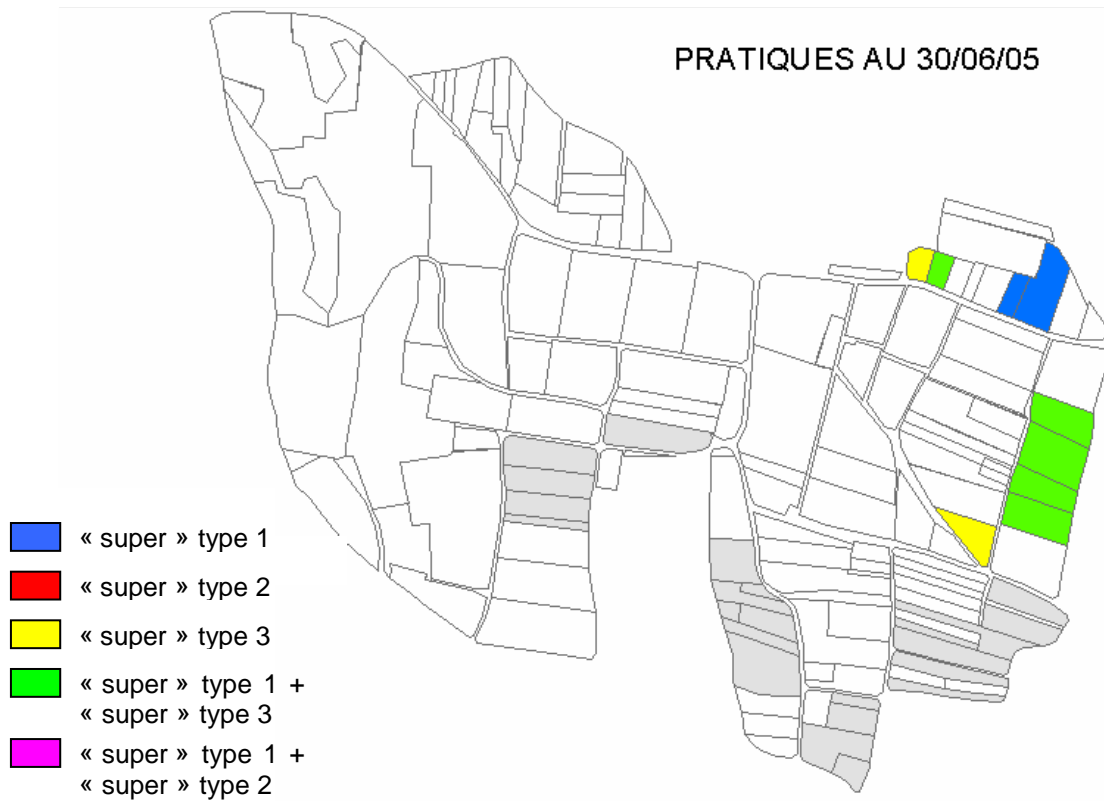 PRATIQUES AU 30/06/05
« super » type 1
« super » type 2
« super » type 3
« super » type 1 +
« super » type 3
« super » type 1 +
« super » type 2